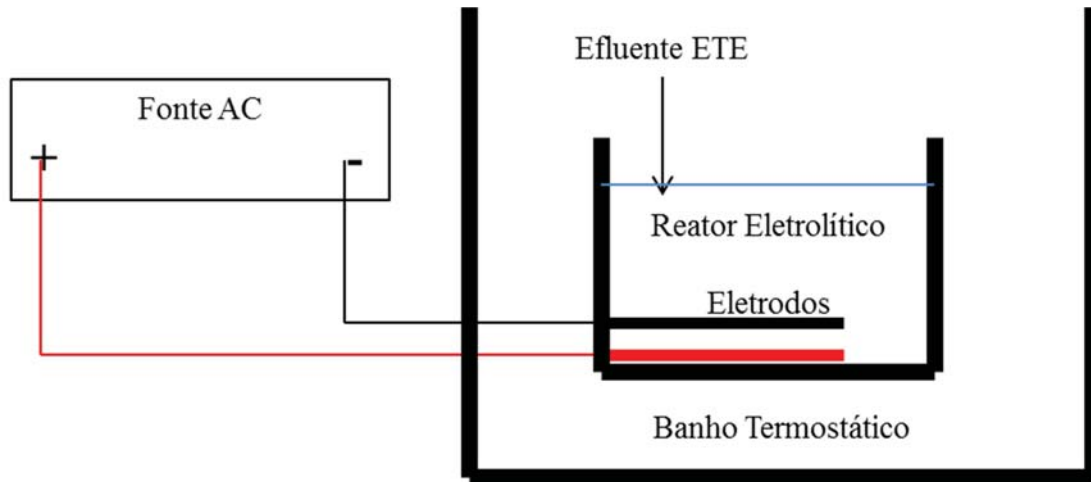 Efluente ETE
Fonte AC
+ -
Reator Eletrolítico
Eletrodos
Banho Termostático